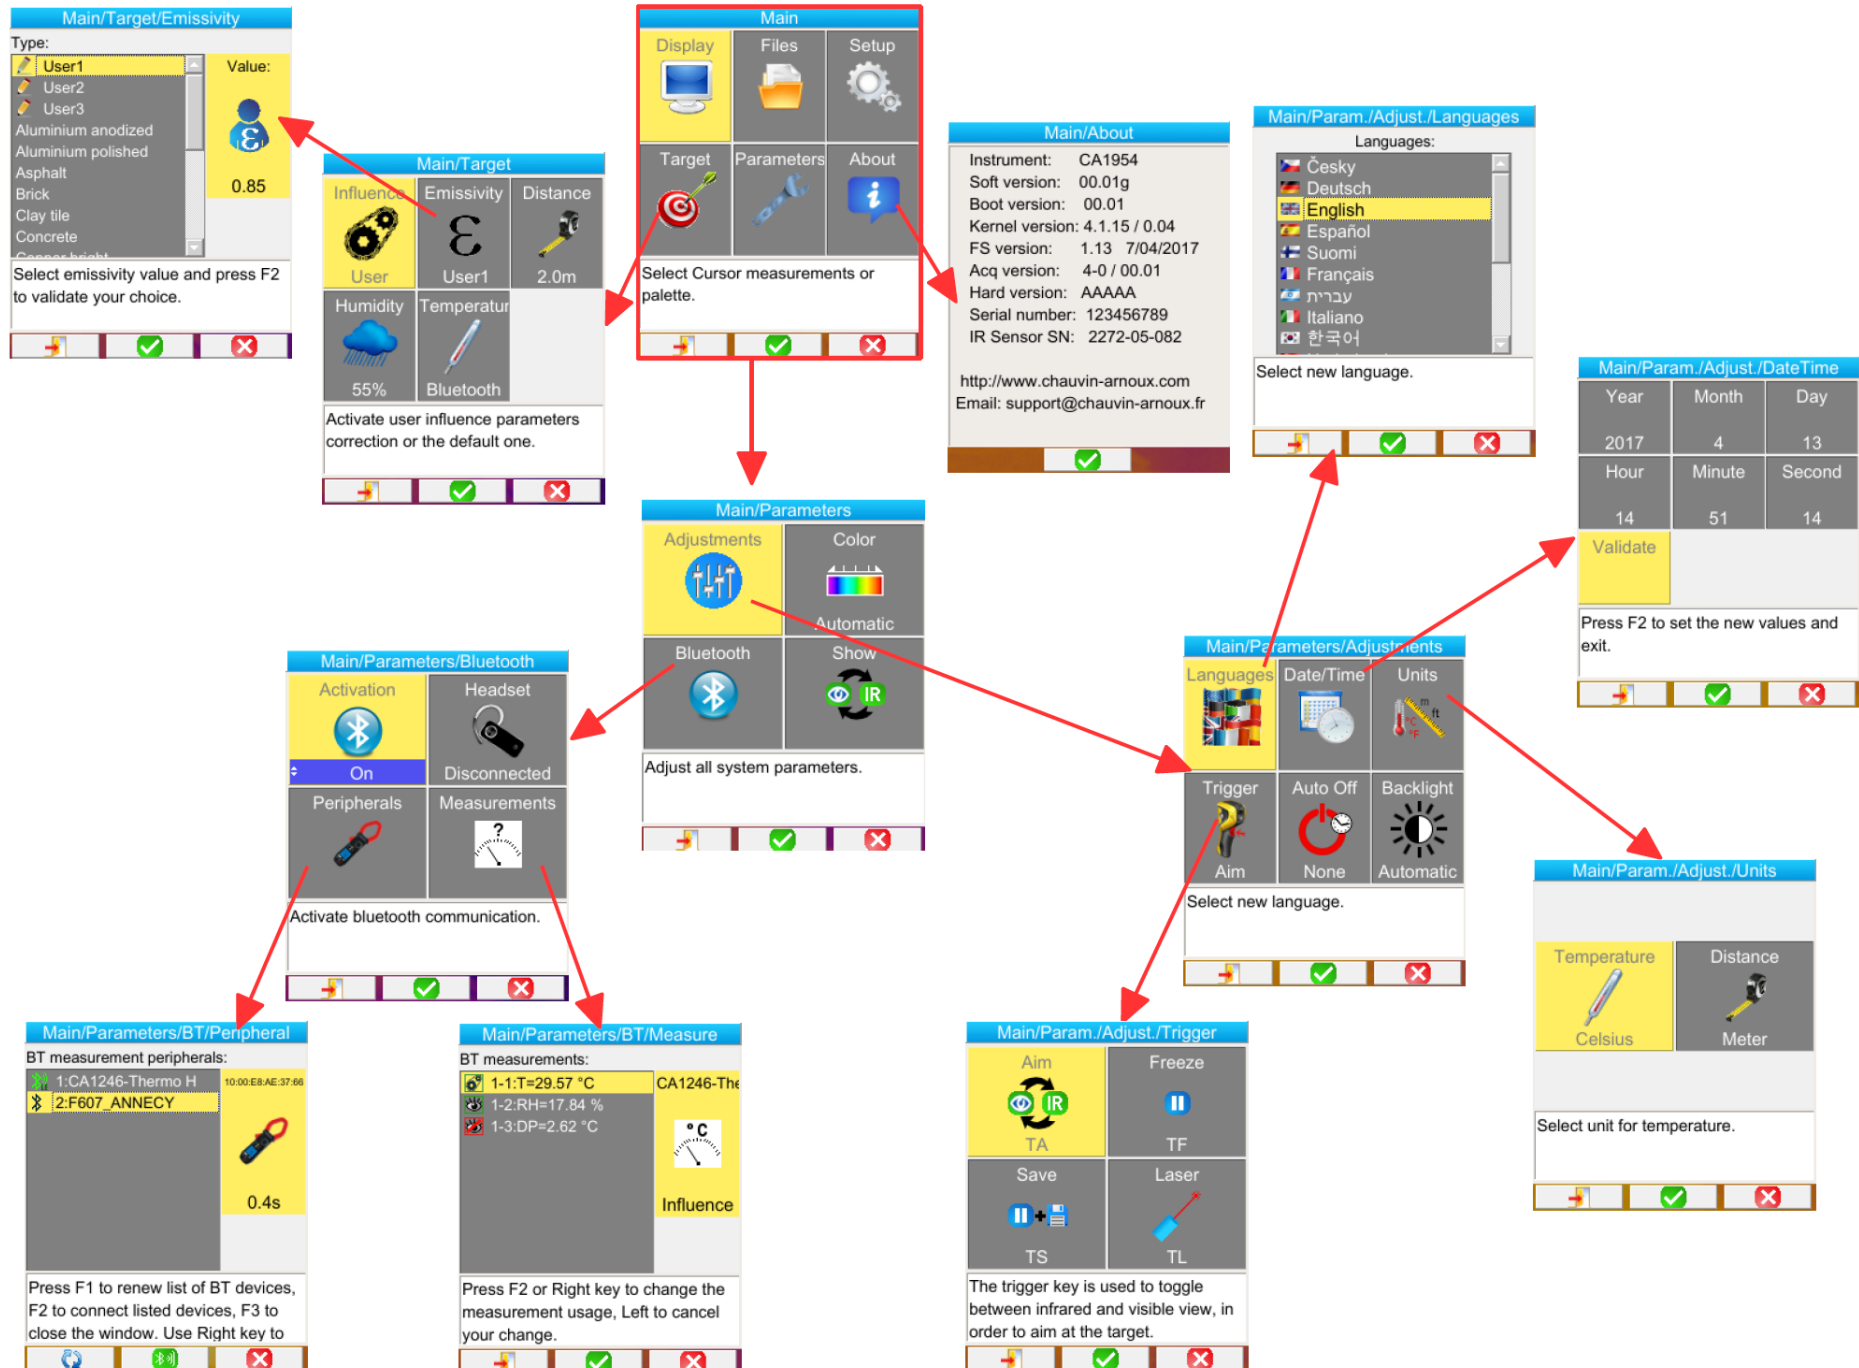 Main/Target/Emissivity
Type:
User1
User2
User3
Aluminium anodized
Aluminium polished
Asphalt
Brick
Clay tile
Concrete
Copper bright
Value:
0.85
Select emissivity value and press F2
to validate your choice.
Main/Target
Influence
User
Emissivity
ε
User1
Distance
2.0m
Humidity
55%
Temperatur
Bluetooth
Activate user influence parameters
correction or the default one.
Main
Display
Files
Setup
Target
Parameters
About
Select Cursor measurements or
palette.
Main/About
Instrument: CA1954
Soft version: 00.01g
Boot version: 00.01
Kernel version: 4.1.15 / 0.04
FS version: 1.13 7/04/2017
Acq version: 4-0 / 00.01
Hard version: AAAAA
Serial number: 123456789
IR Sensor SN: 2272-05-082
http://www.chauvin-arnoux.com
Email: support@chauvin-arnoux.fr
Main/Param./Adjust./Languages
Languages:
Česky
Deutsch
English
Español
Suomi
Français
עברית
Italiano
한국어
Select new language.
Main/Param./Adjust./DateTime
Year
2017
Month
4
Day
13
Hour
14
Minute
51
Second
14
Validate
Press F2 to set the new values and
exit.
Main/Parameters
Adjustments
Color
Automatic
Bluetooth
Show
IR
Adjust all system parameters.
Main/Parameters/Bluetooth
Activation
On
Headset
Disconnected
Peripherals
Measurements
?
Activate bluetooth communication.
Main/Parameters/Adjustments
Languages
Date/Time
Units
m
ft
°C
°F
Trigger
Aim
Auto Off
None
Backlight
Automatic
Select new language.
Main/Param./Adjust./Units
Temperature
Celsius
Distance
Meter
Select unit for temperature.
Main/Parameters/BT/Peripheral
BT measurement peripherals:
1:CA1246-Thermo H
2:F607_ANNECY
10:00:E8:AE:37:66
0.4s
Press F1 to renew list of BT devices,
F2 to connect listed devices, F3 to
close the window. Use Right key to
Main/Parameters/BT/Measure
BT measurements:
1-1:T=29.57 °C
1-2:RH=17.84 %
1-3:DP=2.62 °C
CA1246-The
°C
Influence
Press F2 or Right key to change the
measurement usage, Left to cancel
your change.
Main/Param./Adjust./Trigger
Aim
IR
TA
Freeze
TF
Save
TS
Laser
TL
The trigger key is used to toggle
between infrared and visible view, in
order to aim at the target.